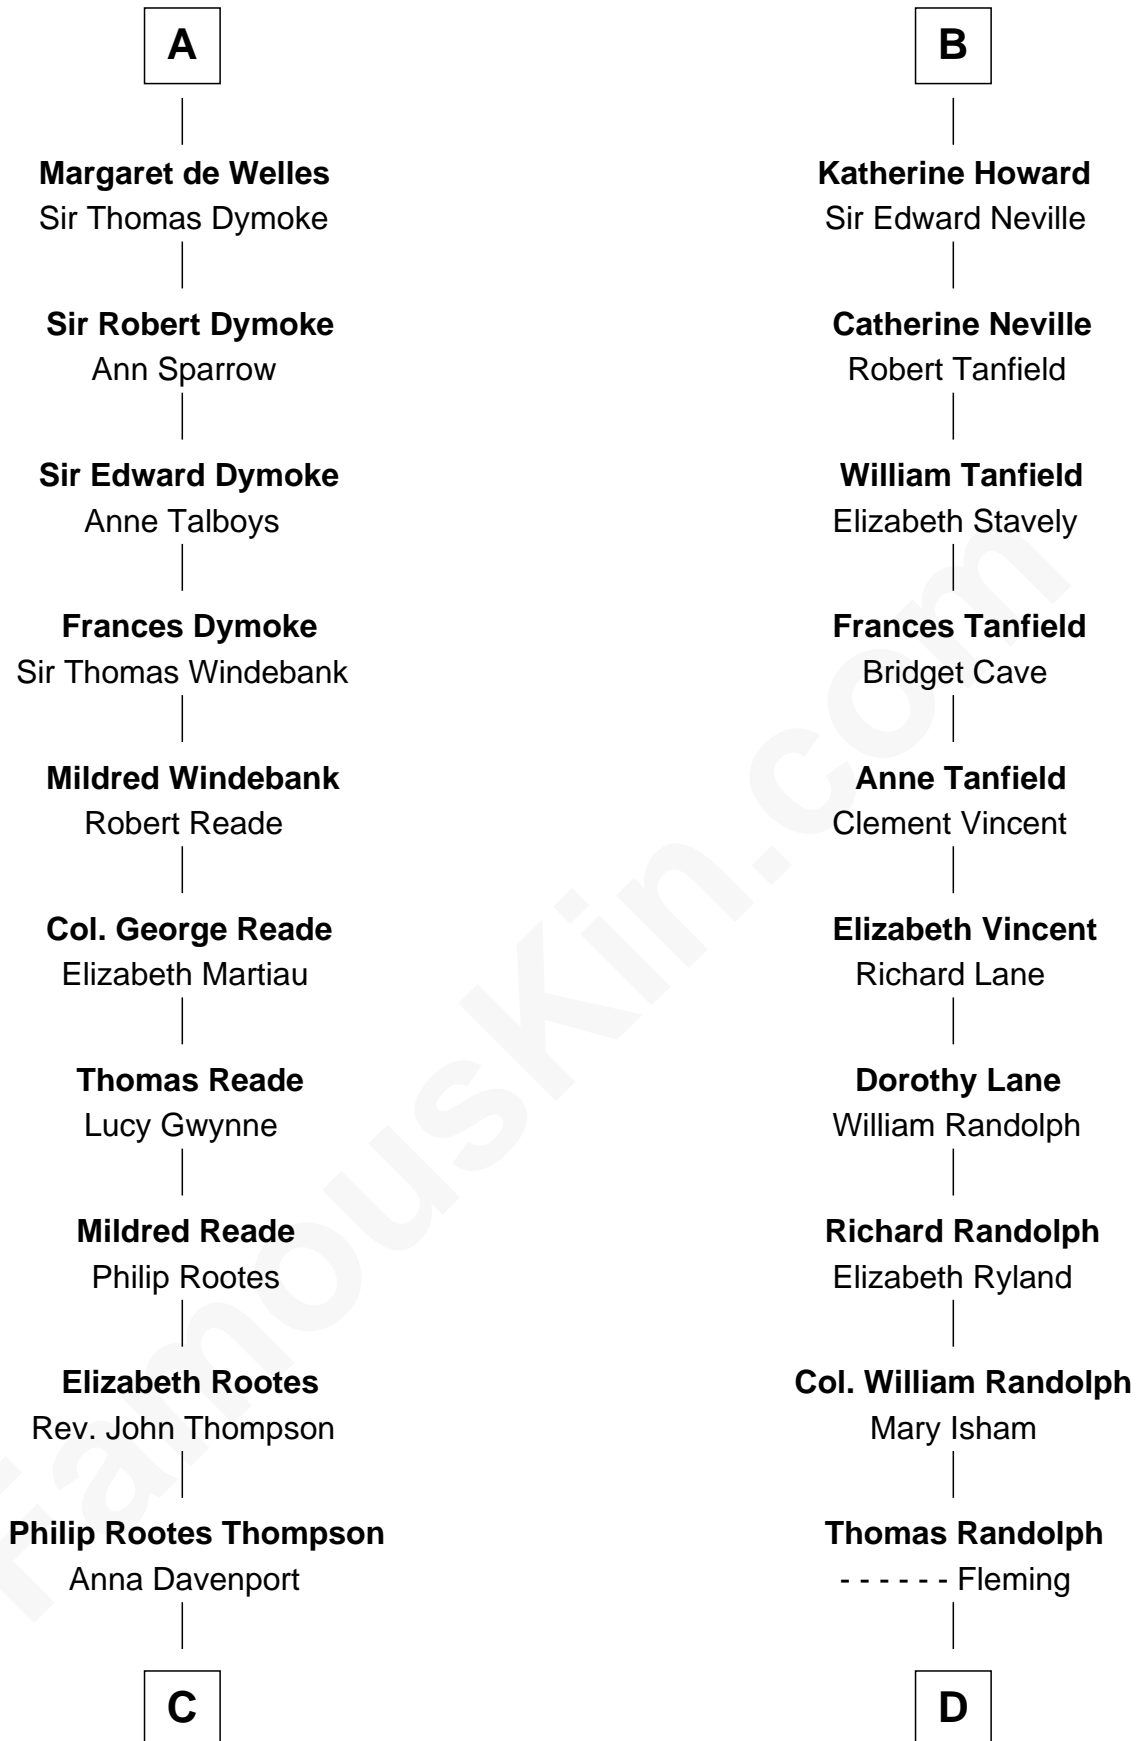 A
Margaret de Welles
Sir Thomas Dymoke
Sir Robert Dymoke
Ann Sparrow
Sir Edward Dymoke
Anne Talboys
Frances Dymoke
Sir Thomas Windebank
Mildred Windebank
Robert Reade
Col. George Reade
Elizabeth Martiau
Thomas Reade
Lucy Gwynne
Mildred Reade
Philip Rootes
Elizabeth Rootes
Rev. John Thompson
Philip Rootes Thompson
Anna Davenport
C
B
Katherine Howard
Sir Edward Neville
Catherine Neville
Robert Tanfield
William Tanfield
Elizabeth Stavely
Frances Tanfield
Bridget Cave
Anne Tanfield
Clement Vincent
Elizabeth Vincent
Richard Lane
Dorothy Lane
William Randolph
Richard Randolph
Elizabeth Ryland
Col. William Randolph
Mary Isham
Thomas Randolph
- - - - - - Fleming
D
FamousKin.com